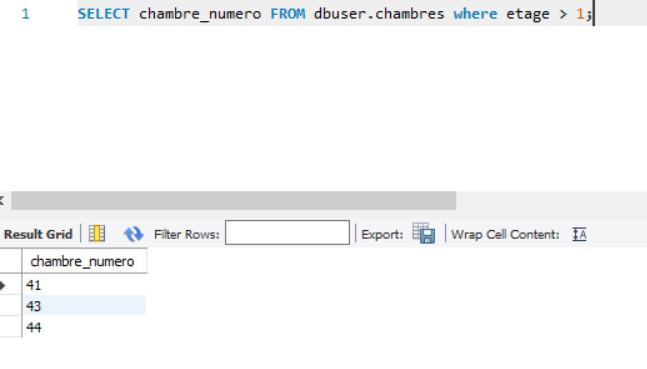 1 SELECT chambre_numero FROM dbuser.chambres where etage > 1;
Result Grid Filter Rows: Export: Wrap Cell Content: IA
chambre_numero
41
43
44